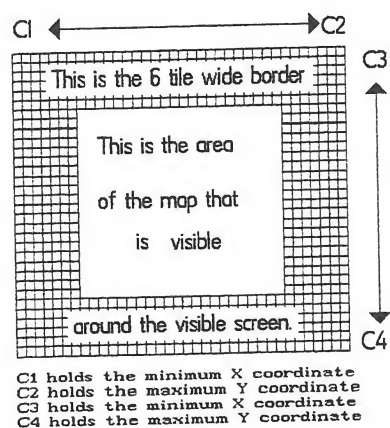 C1 C2
This is the 6 tile wide border
C3
This is the area
of the map that
is visible
around the visible screen.
C4
C1 holds the minimum X coordinate
C2 holds the maximum Y coordinate
C3 holds the minimum X coordinate
C4 holds the maximum Y coordinate